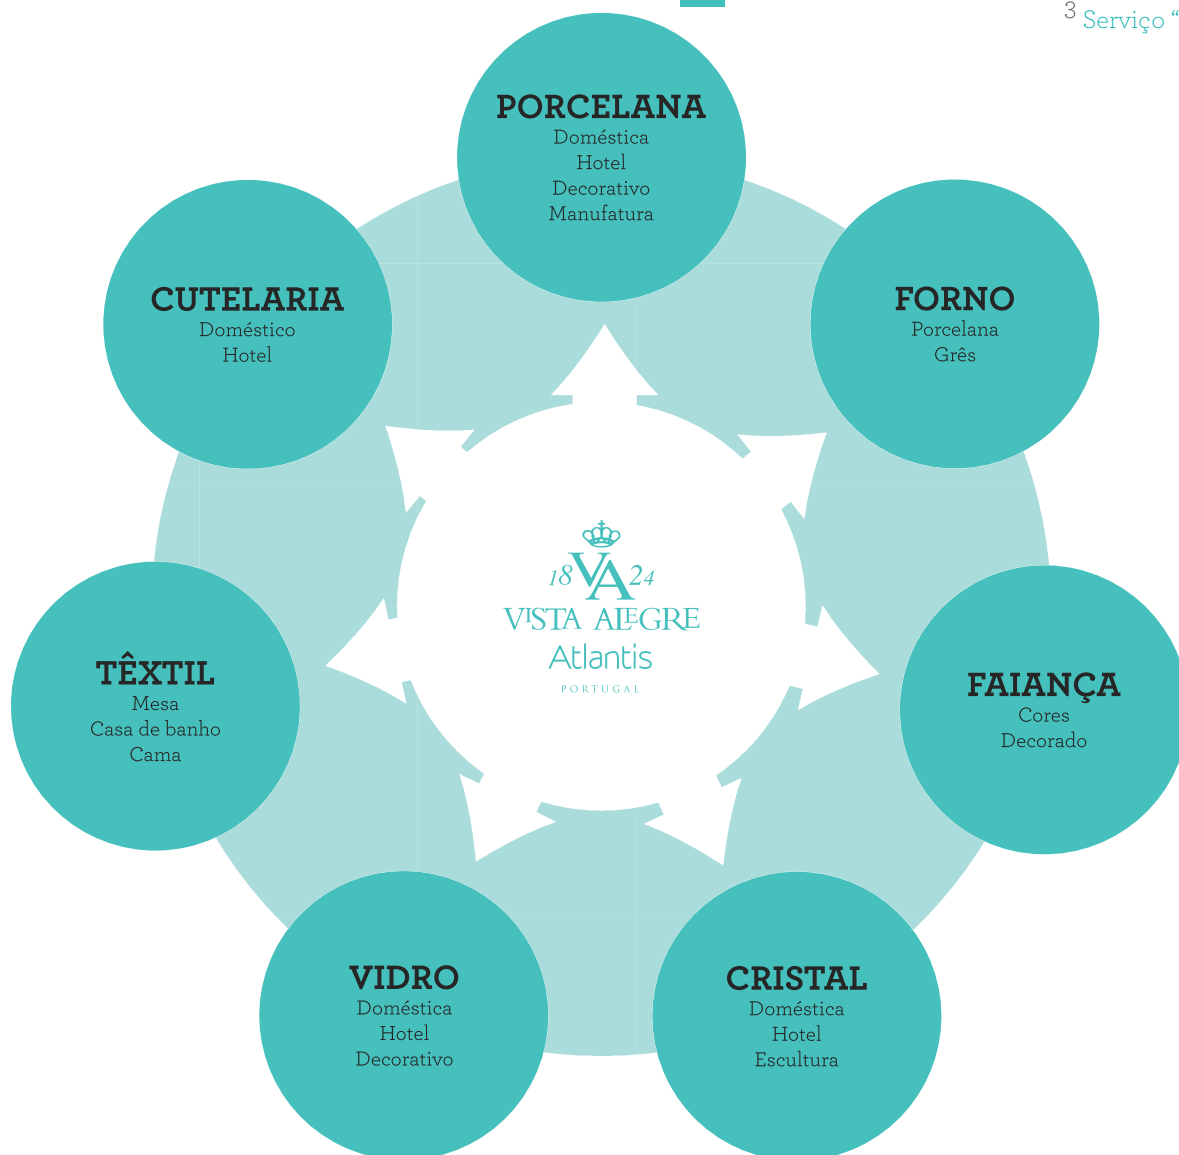 3 Serviço “
PORCELANA
Doméstica
Hotel
Decorativo
Manufatura
CUTELARIA
Doméstico
Hotel
FORNO
Porcelana
Grês
18 VA 24
VISTA ALEGRE
Atlantis
PORTUGAL
TÊXTIL
Mesa
Casa de banho
Cama
FAIANÇA
Cores
Decorado
VIDRO
Doméstica
Hotel
Decorativo
CRISTAL
Doméstica
Hotel
Escultura